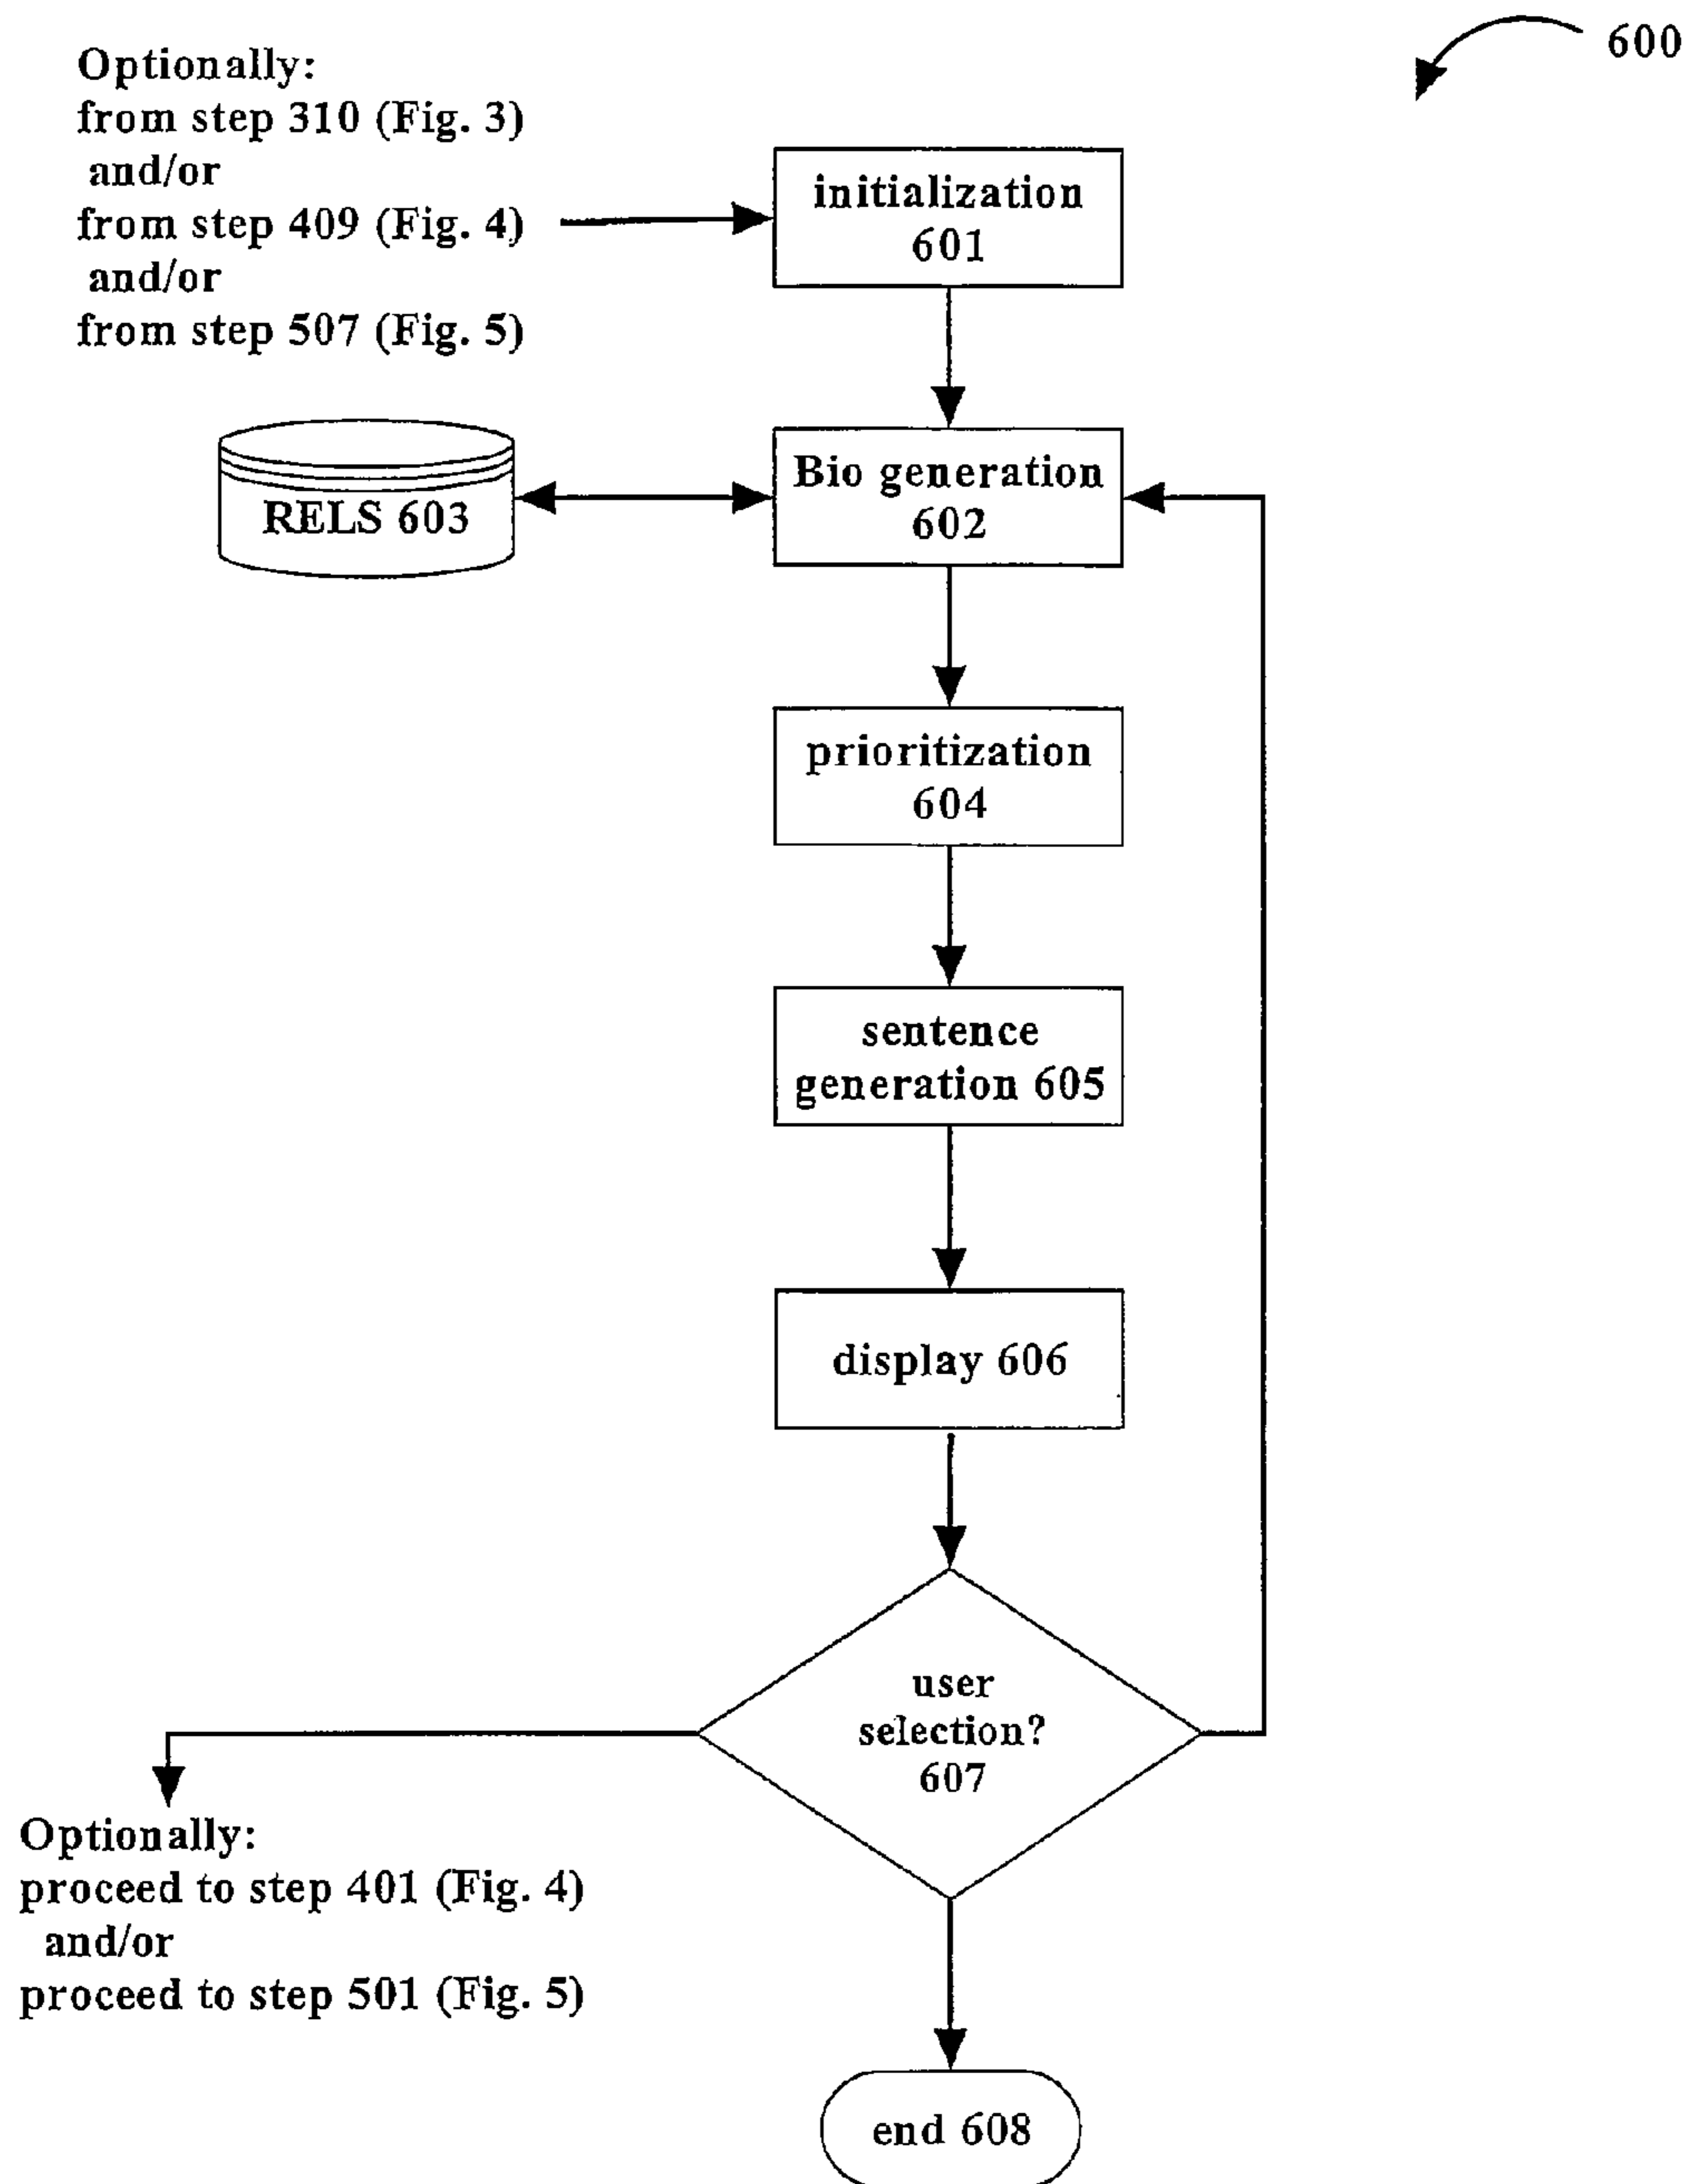 600
Optionally:
from step 310 (Fig. 3)
and/or
from step 409 (Fig. 4)
and/or
from step 507 (Fig. 5)
initialization
601
Bio generation
602
RELS 603
prioritization
604
sentence
generation 605
display 606
user
selection?
607
Optionally:
proceed to step 401 (Fig. 4)
and/or
proceed to step 501 (Fig. 5)
end 608